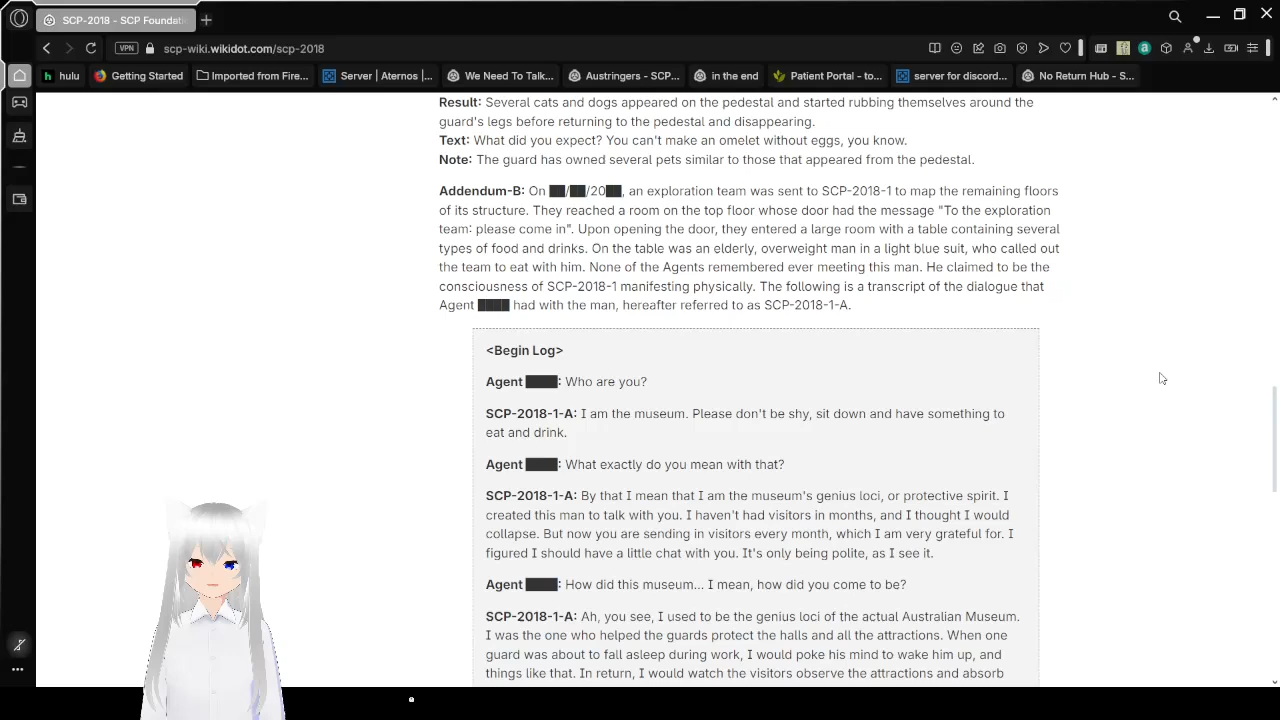 SCP-2018 - SCP Foundati
scp-wiki.wikidot.com/scp-2018
VPN
hulu
Getting Started
Imported from Fire...
Server | Aternos |...
We Need To Talk...
Austringers - SCP...
in the end
Patient Portal - to...
server for discord...
No Return Hub - S...
Result: Several cats and dogs appeared on the pedestal and started rubbing themselves around the
guard's legs before returning to the pedestal and disappearing.
Text: What did you expect? You can't make an omelet without eggs, you know.
Note: The guard has owned several pets similar to those that appeared from the pedestal.
Addendum-B: On ██/██/20██, an exploration team was sent to SCP-2018-1 to map the remaining floors
of its structure. They reached a room on the top floor whose door had the message "To the exploration
team: please come in". Upon opening the door, they entered a large room with a table containing several
types of food and drinks. On the table was an elderly, overweight man in a light blue suit, who called out
the team to eat with him. None of the Agents remembered ever meeting this man. He claimed to be the
consciousness of SCP-2018-1 manifesting physically. The following is a transcript of the dialogue that
Agent ████ had with the man, hereafter referred to as SCP-2018-1-A.
<Begin Log>
Agent ████: Who are you?
SCP-2018-1-A: I am the museum. Please don't be shy, sit down and have something to
eat and drink.
Agent ████: What exactly do you mean with that?
SCP-2018-1-A: By that I mean that I am the museum's genius loci, or protective spirit. I
created this man to talk with you. I haven't had visitors in months, and I thought I would
collapse. But now you are sending in visitors every month, which I am very grateful for. I
figured I should have a little chat with you. It's only being polite, as I see it.
Agent ████: How did this museum... I mean, how did you come to be?
SCP-2018-1-A: Ah, you see, I used to be the genius loci of the actual Australian Museum.
I was the one who helped the guards protect the halls and all the attractions. When one
guard was about to fall asleep during work, I would poke his mind to wake him up, and
things like that. In return, I would watch the visitors observe the attractions and absorb